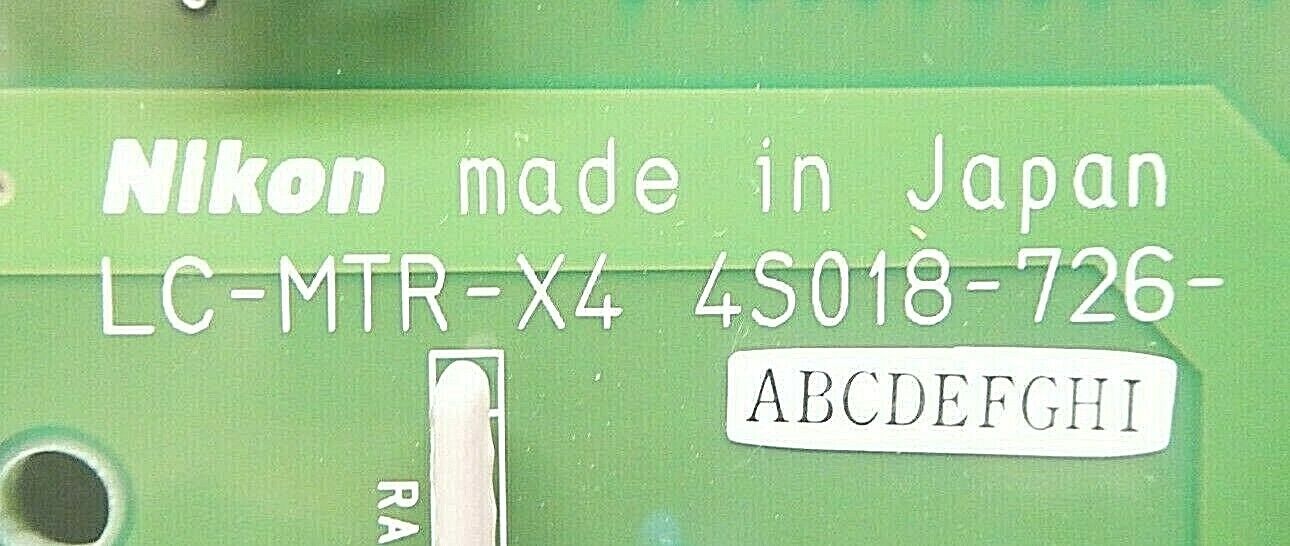 Nikon made in Japan
LC-MTR-X4 4S018-726-
ABCDEFGHI
RA